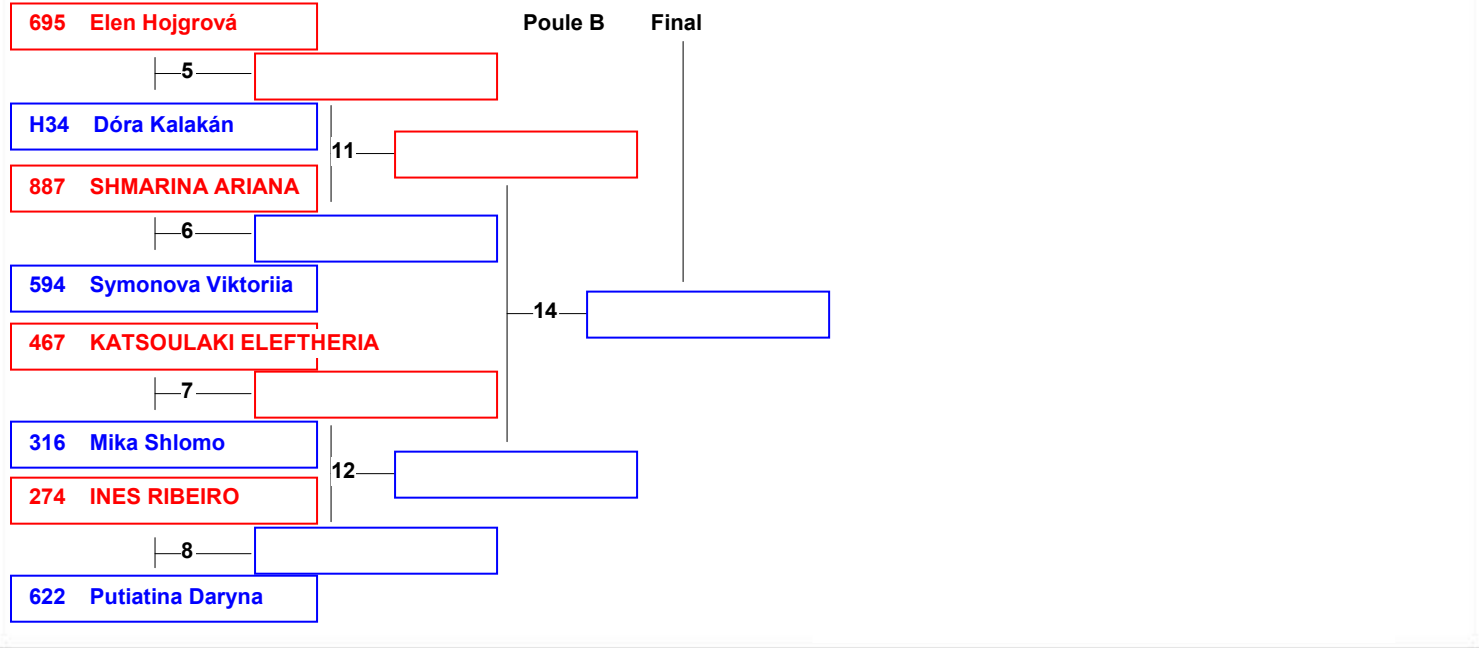 695 Elen Hojgrová
Poule B Final
5
H34 Dóra Kalakán
11
887 SHMARINA ARIANA
6
594 Symonova Viktoriia
14
467 KATSOULAKI ELEFTHERIA
7
316 Mika Shlomo
12
274 INES RIBEIRO
8
622 Putiatina Daryna